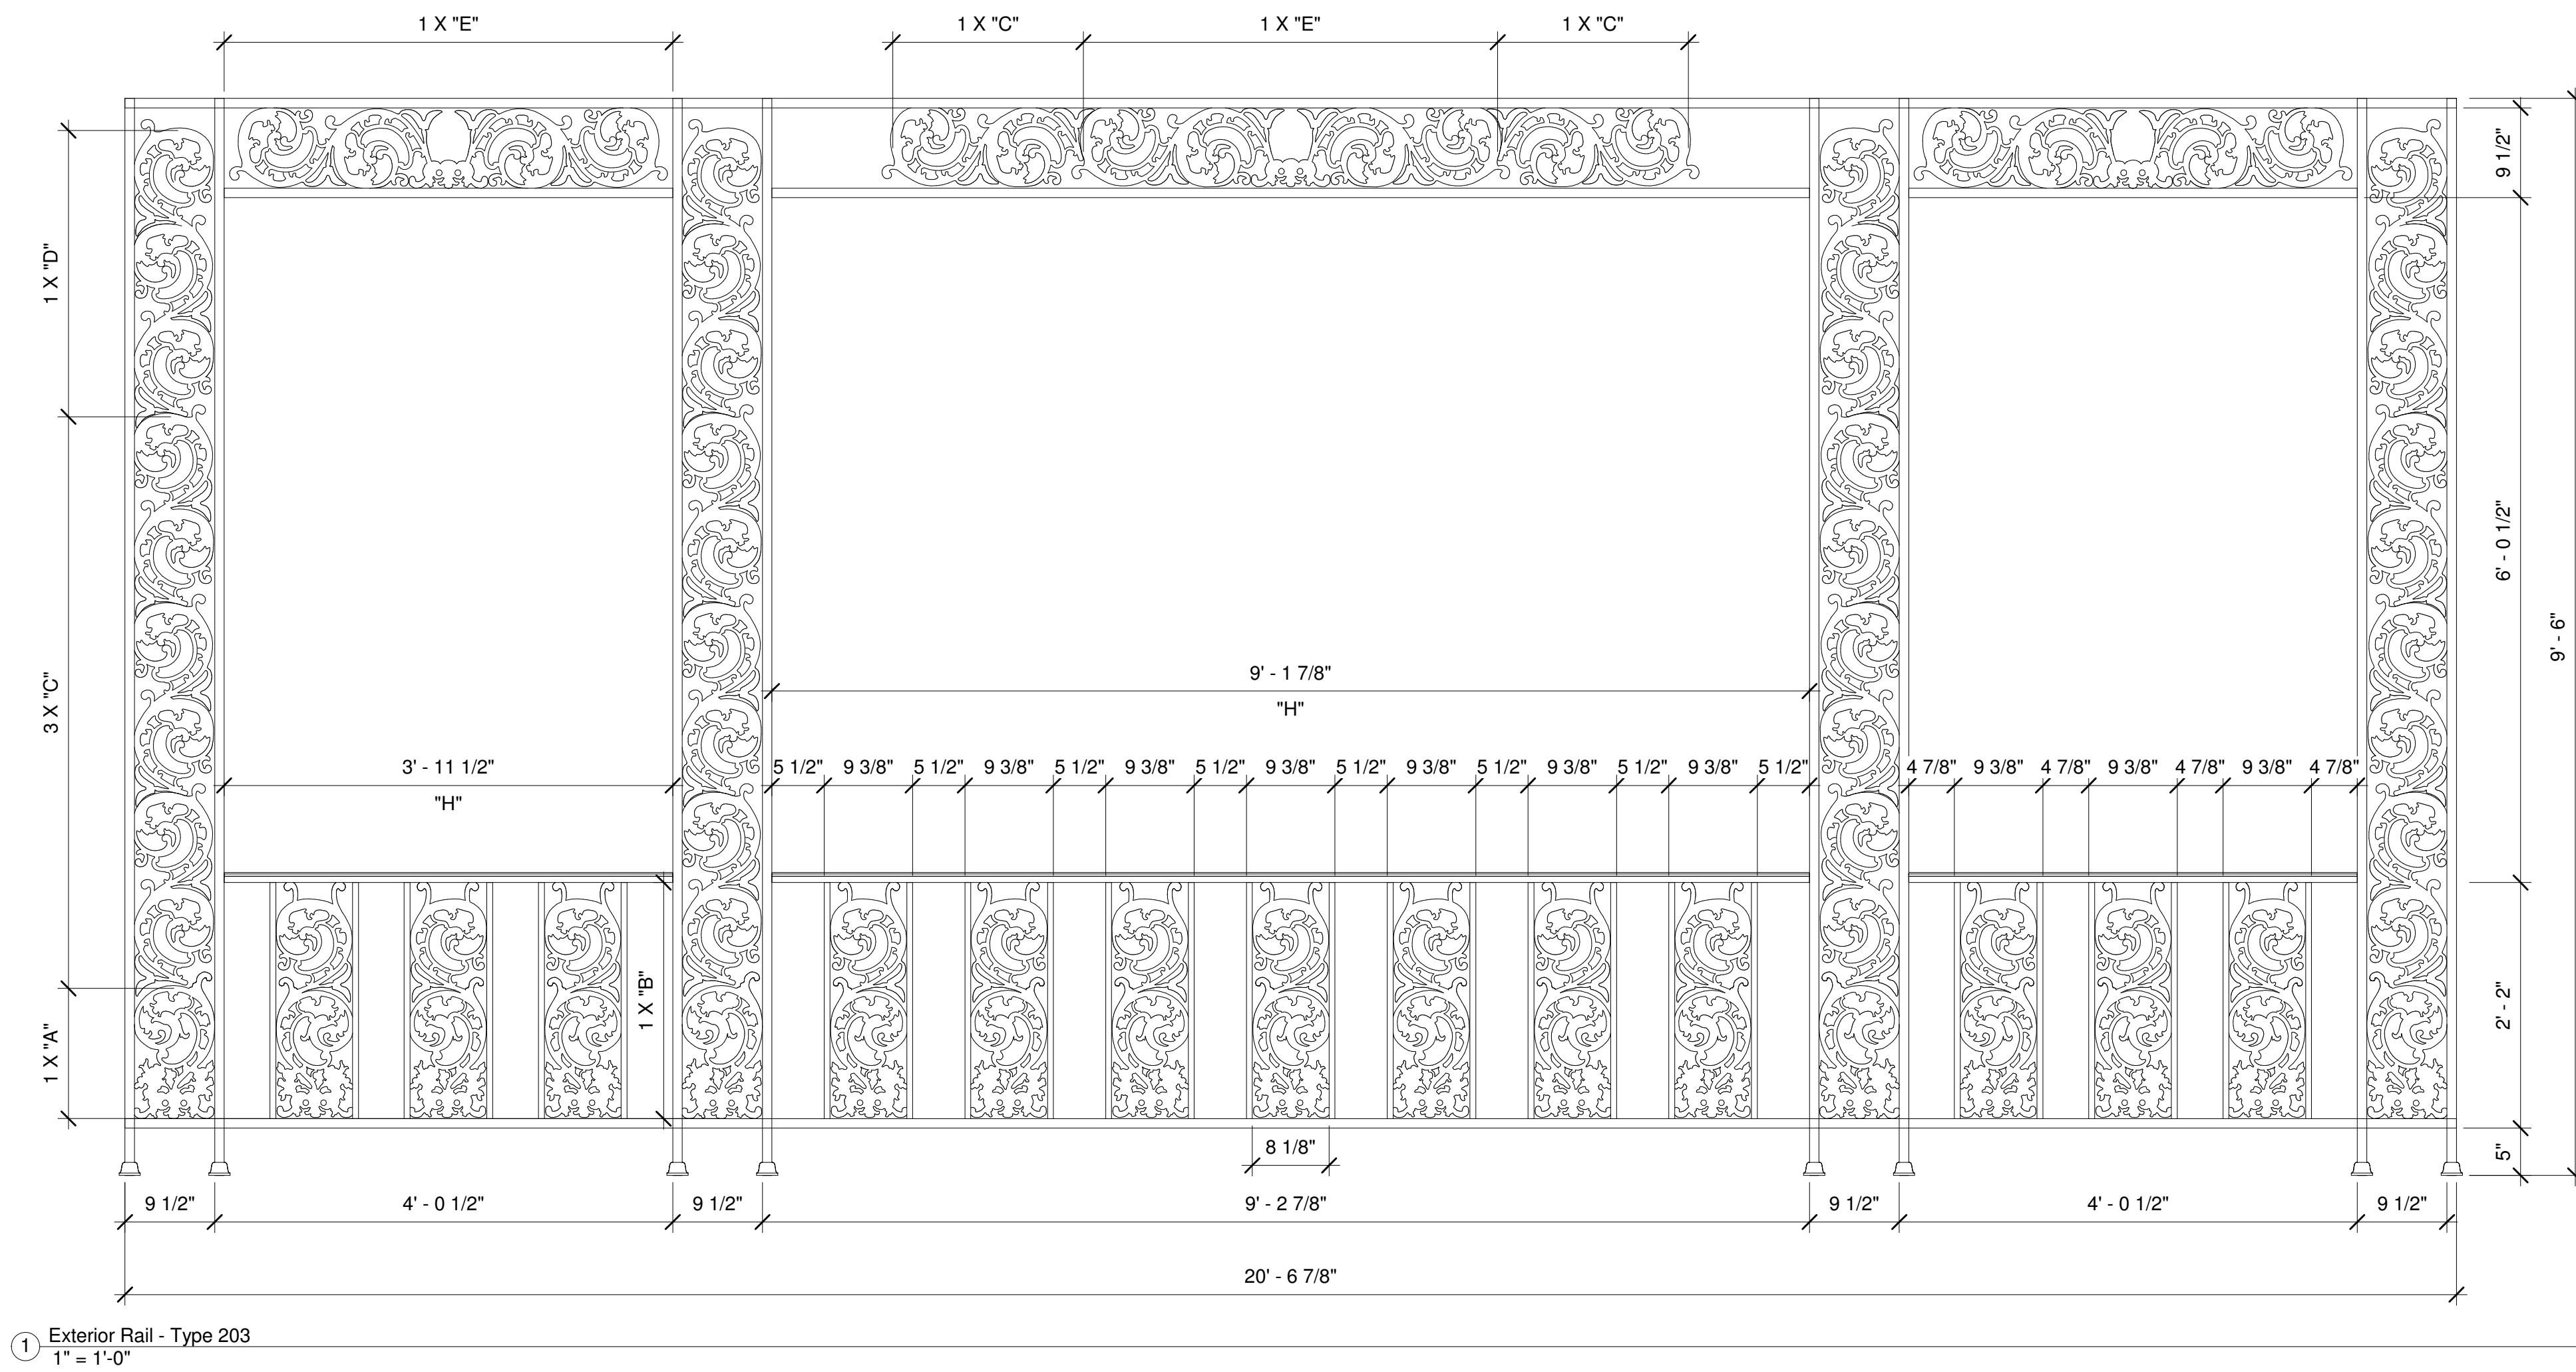 1 X "E"
1 X "C"
1 X "E"
1 X "C"
9 1/2"
1 X "D"
6' - 0 1/2"
9' - 6"
9' - 1 7/8"
"H"
3 X "C"
3' - 11 1/2"
"H"
5 1/2" 9 3/8" 5 1/2" 9 3/8" 5 1/2" 9 3/8" 5 1/2" 9 3/8" 5 1/2" 9 3/8" 5 1/2" 9 3/8" 5 1/2" 9 3/8" 5 1/2"
4 7/8" 9 3/8" 4 7/8" 9 3/8" 4 7/8" 9 3/8" 4 7/8"
1 X "B"
2' - 2"
1 X "A"
8 1/8"
5"
9 1/2" 4' - 0 1/2" 9 1/2" 9' - 2 7/8" 9 1/2" 4' - 0 1/2" 9 1/2"
20' - 6 7/8"
1 Exterior Rail - Type 203
1" = 1'-0"